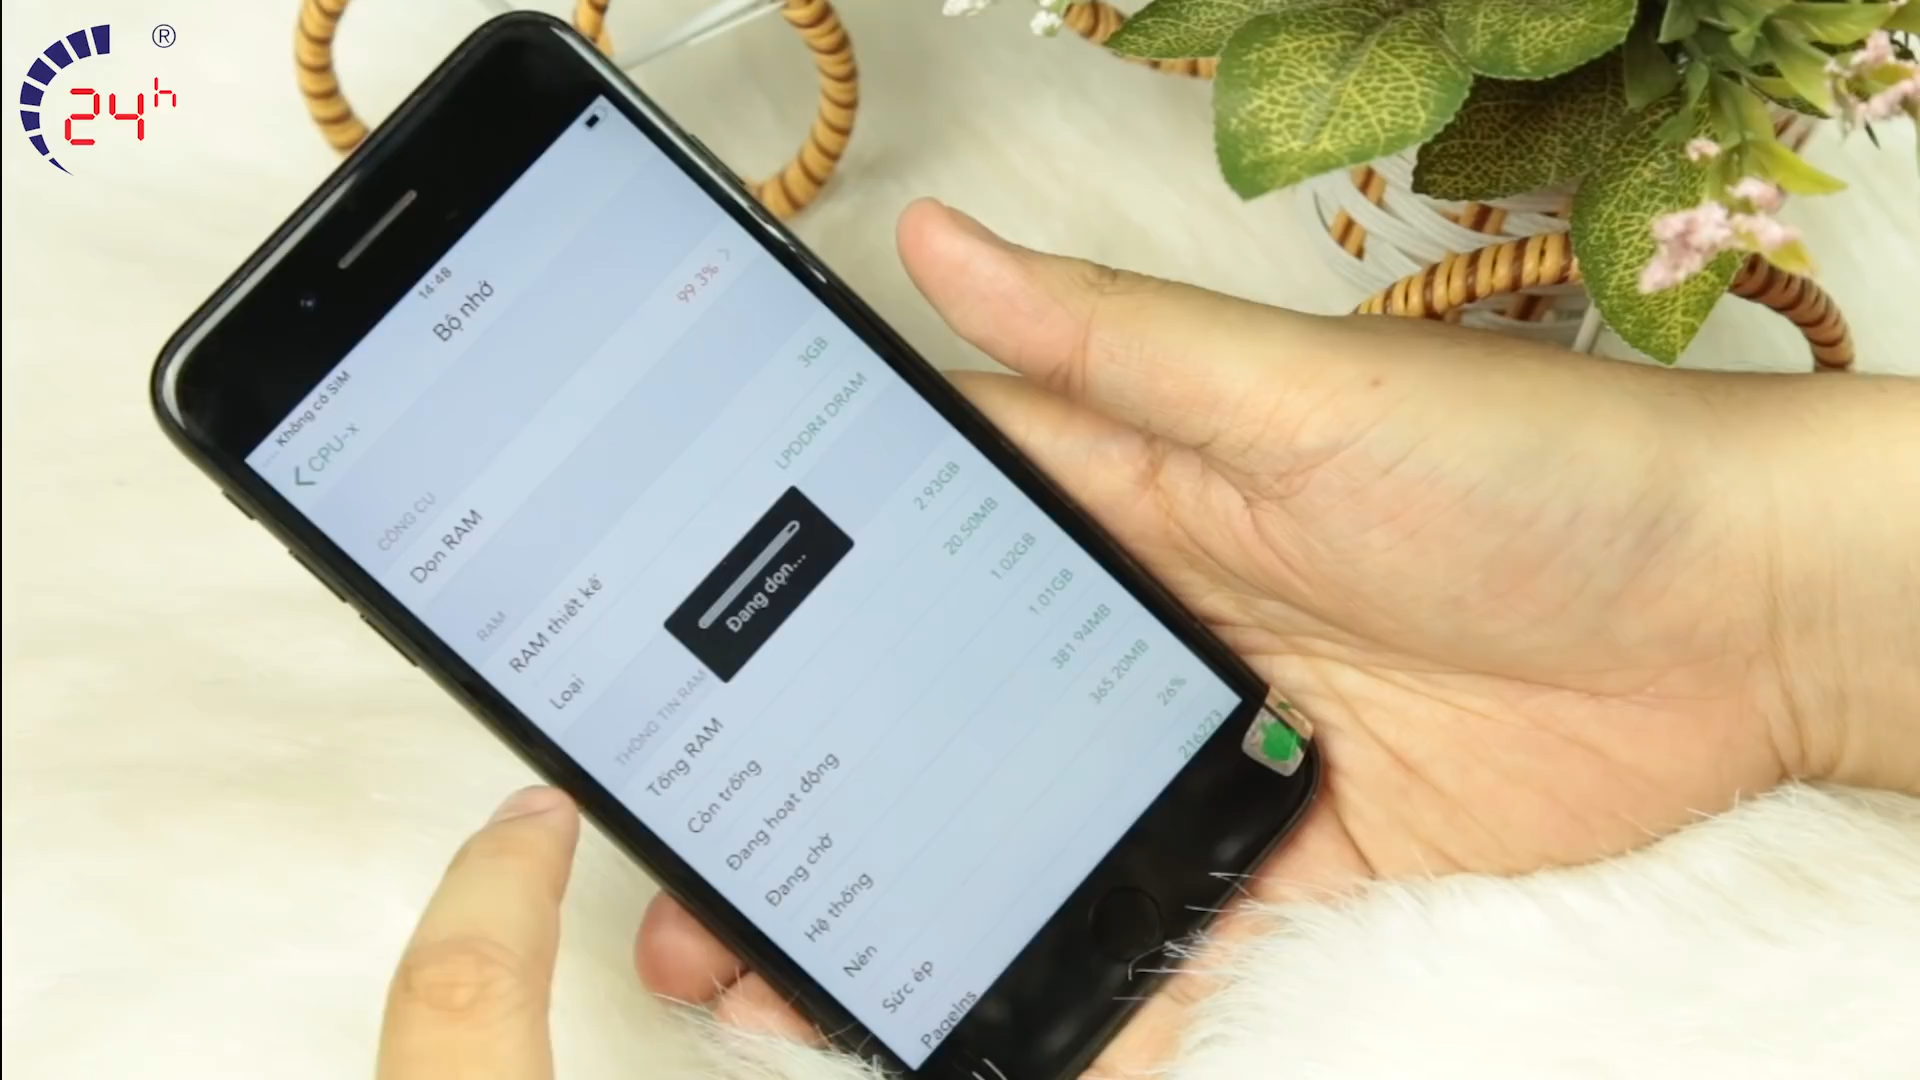 24h
®
Không có SIM
14:48
CPU-x
Bộ nhớ
CÔNG CỤ
Dọn RAM 99.3%
RAM
RAM thiết kế 3GB
Loại LPDDR4 DRAM
Đang dọn...
THÔNG TIN RAM
Tổng RAM 2.93GB
Còn trống 20.50MB
Đang hoạt động 1.02GB
Đang chờ 1.01GB
Hệ thống 381.94MB
Nén 365.20MB
Sức ép 26%
PageIns 216223